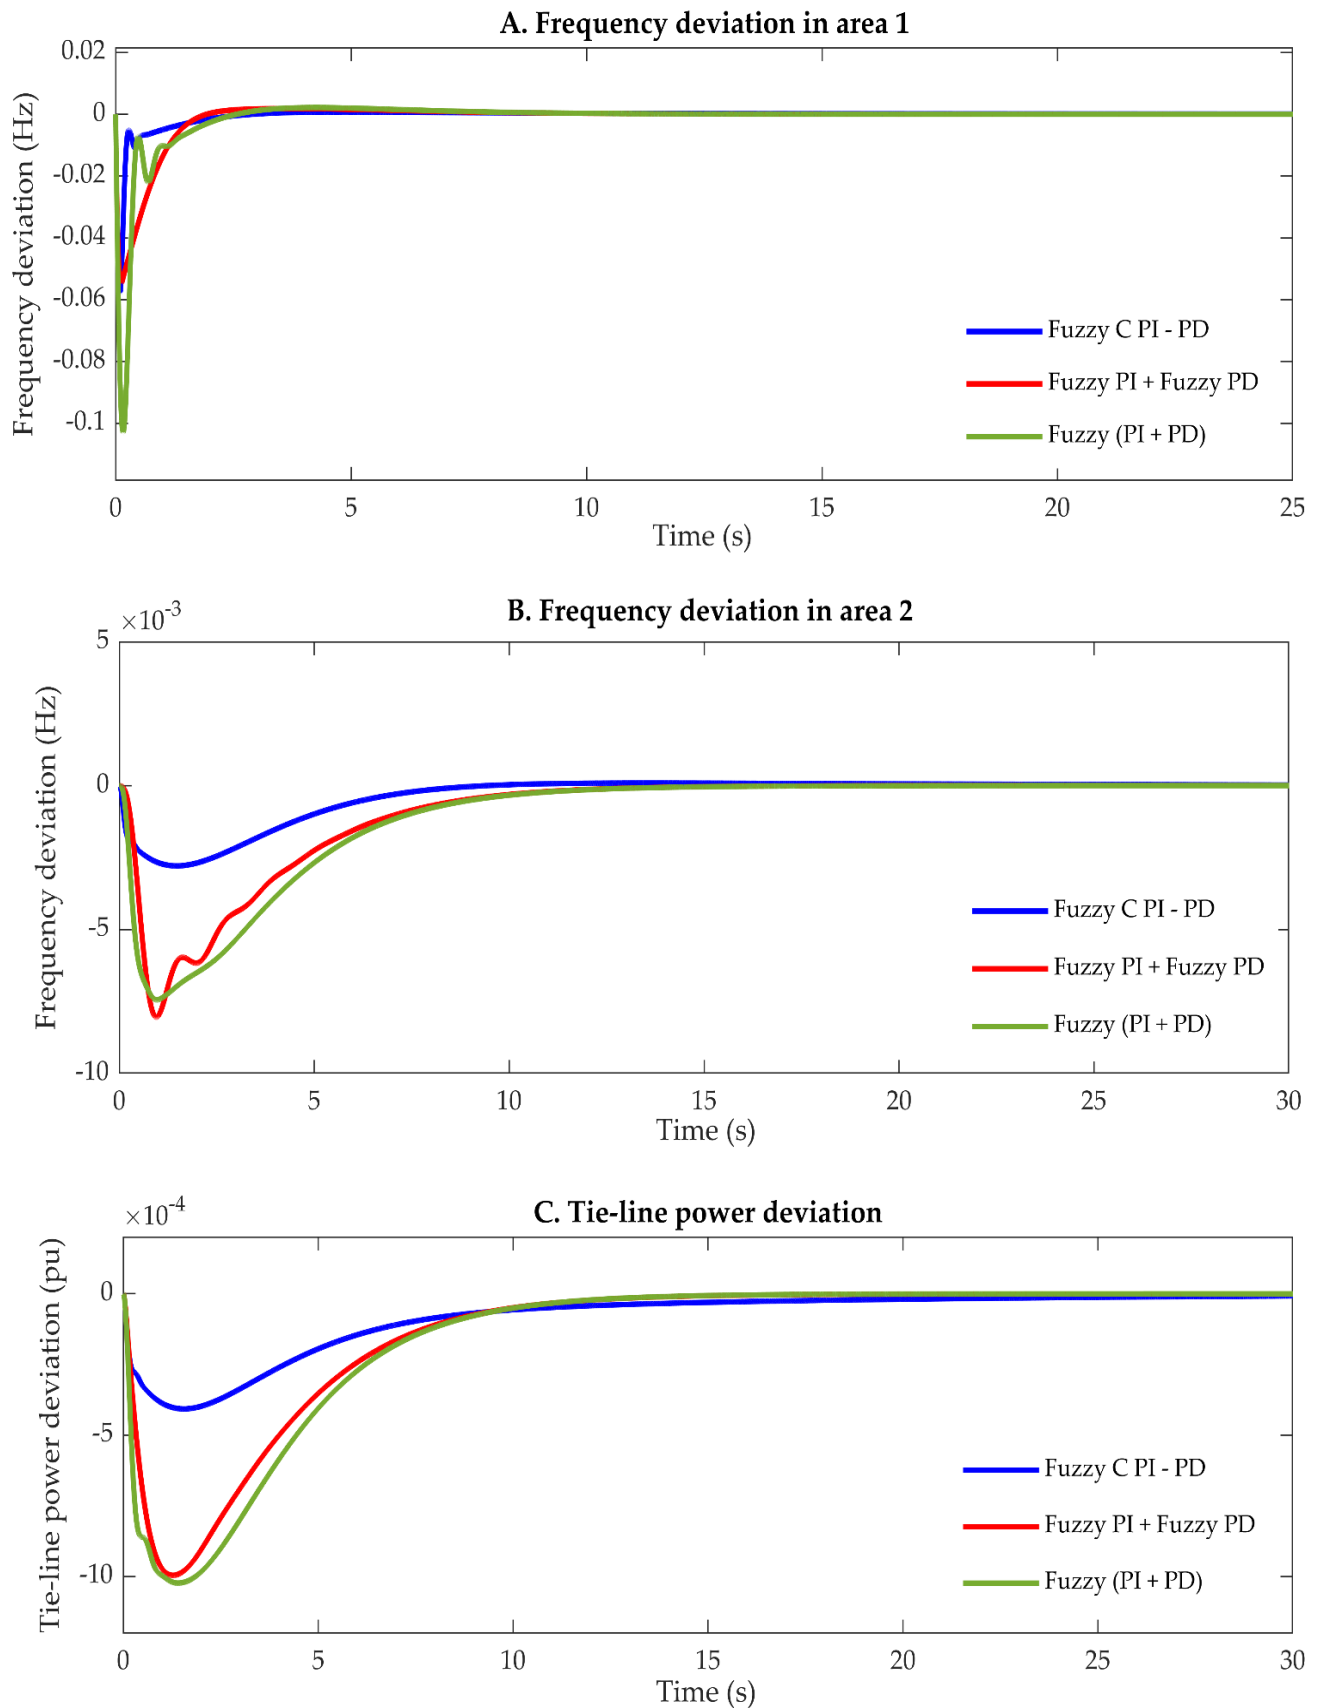 A. Frequency deviation in area 1
Frequency deviation (Hz)
0.02
0
-0.02
-0.04
-0.06
-0.08
-0.1
Fuzzy C PI - PD
Fuzzy PI + Fuzzy PD
Fuzzy (PI + PD)
0 5 10 15 20 25
Time (s)
B. Frequency deviation in area 2
×10⁻³
Frequency deviation (Hz)
5
0
-5
-10
Fuzzy C PI - PD
Fuzzy PI + Fuzzy PD
Fuzzy (PI + PD)
0 5 10 15 20 25 30
Time (s)
C. Tie-line power deviation
×10⁻⁴
Tie-line power deviation (pu)
0
-5
-10
Fuzzy C PI - PD
Fuzzy PI + Fuzzy PD
Fuzzy (PI + PD)
0 5 10 15 20 25 30
Time (s)